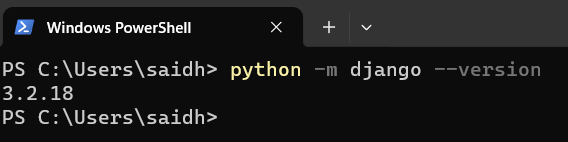 Windows PowerShell
PS C:\Users\saidh> python -m django --version
3.2.18
PS C:\Users\saidh>